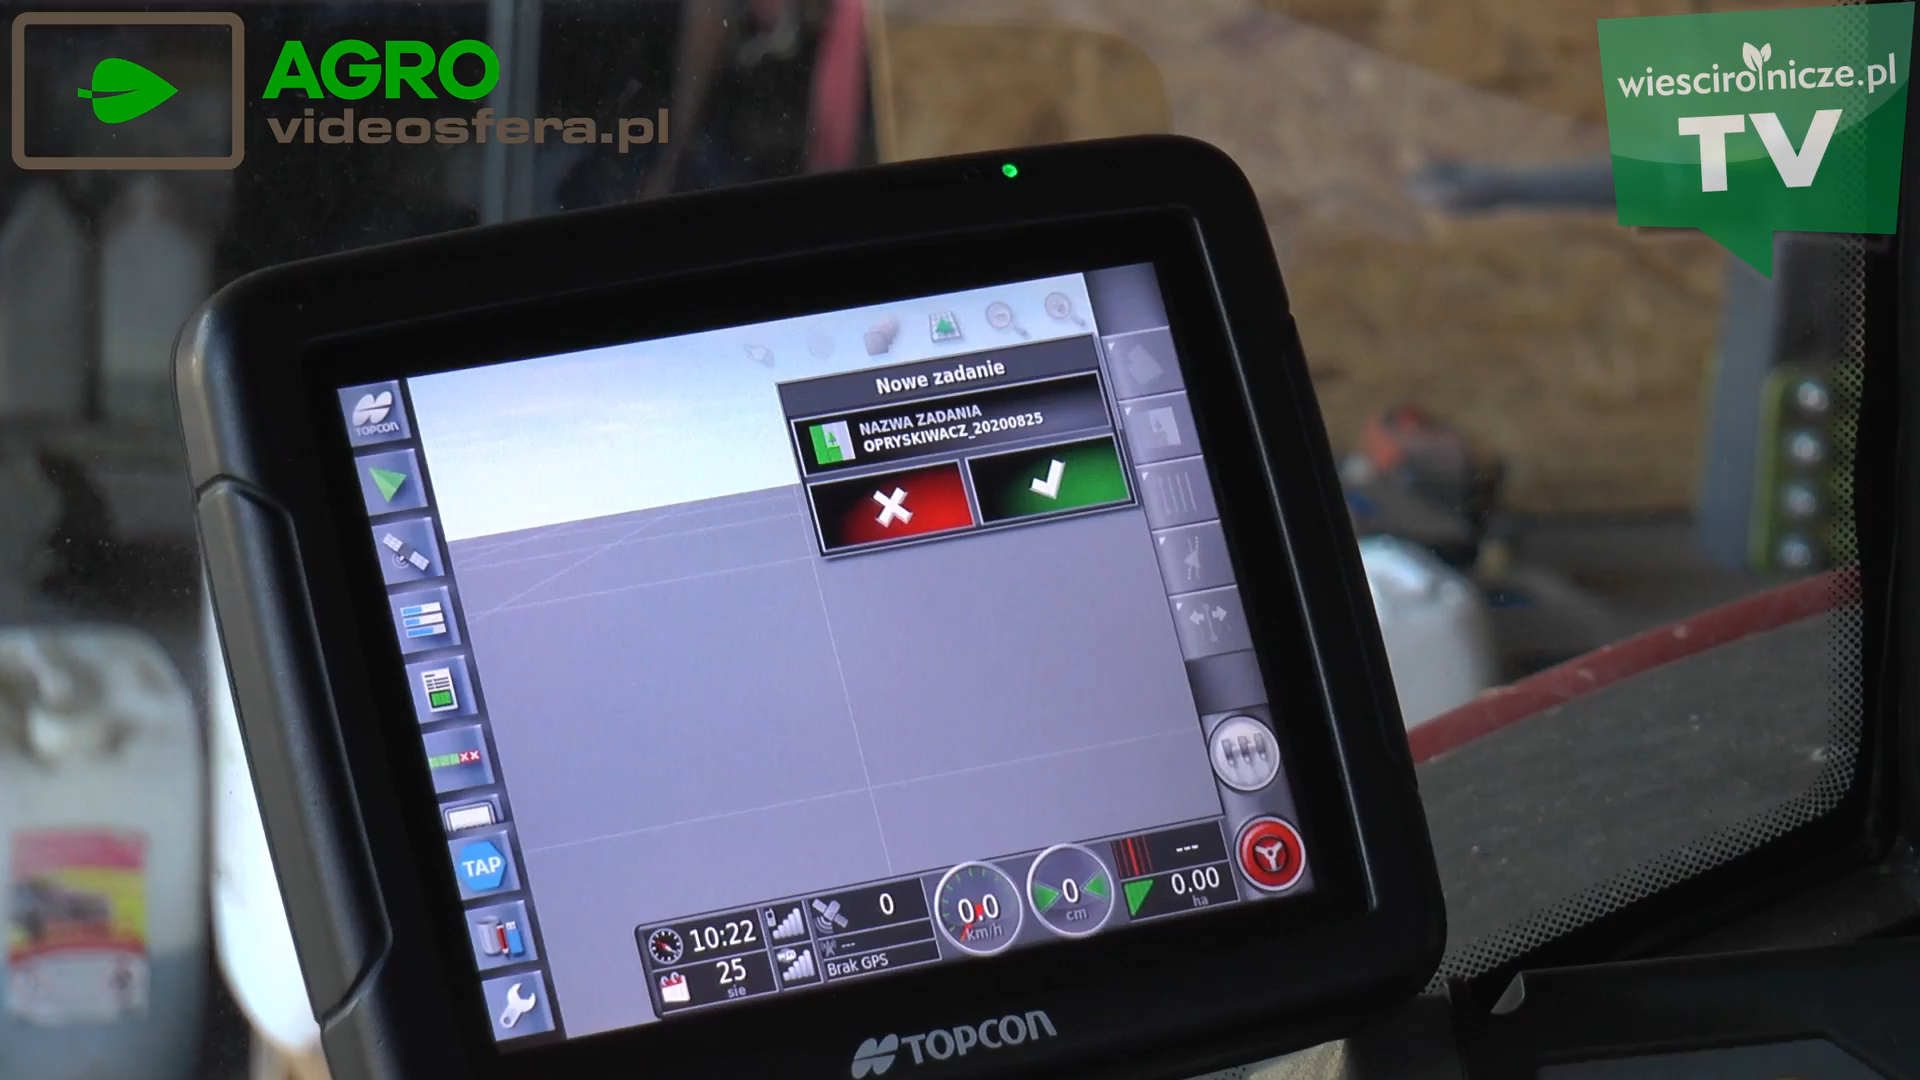 AGRO
videosfera.pl
wiescirolnicze.pl
TV
TOPCON
Nowe zadanie
NAZWA ZADANIA
OPRYSKIWACZ_20200825
TAP
10:22
25
sie
0
---
Brak GPS
0.0
km/h
0
cm
---
0.00
ha
TOPCON